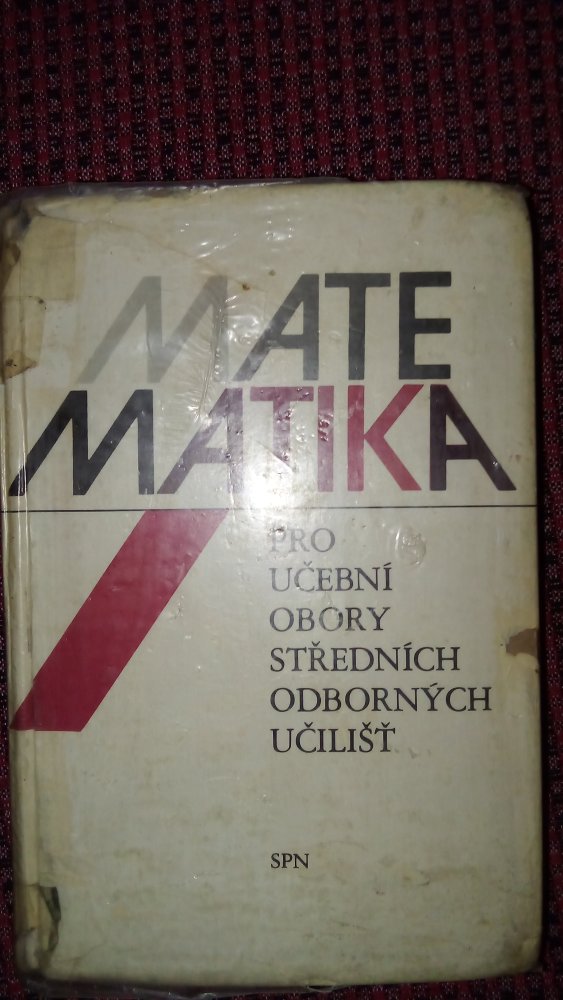 MATE
MATIKA
PRO
UČEBNÍ
OBORY
STŘEDNÍCH
ODBORNÝCH
UČILIŠŤ
SPN